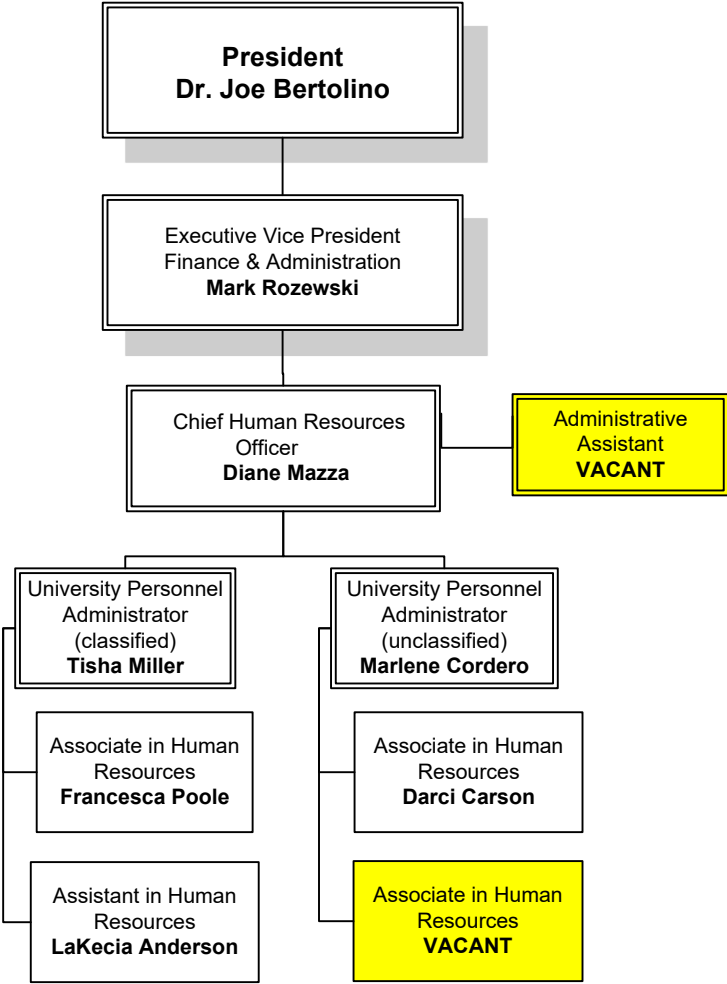 President
Dr. Joe Bertolino
Executive Vice President
Finance & Administration
Mark Rozewski
Chief Human Resources
Officer
Diane Mazza
Administrative
Assistant
VACANT
University Personnel
Administrator
(classified)
Tisha Miller
University Personnel
Administrator
(unclassified)
Marlene Cordero
Associate in Human
Resources
Francesca Poole
Associate in Human
Resources
Darci Carson
Assistant in Human
Resources
LaKecia Anderson
Associate in Human
Resources
VACANT